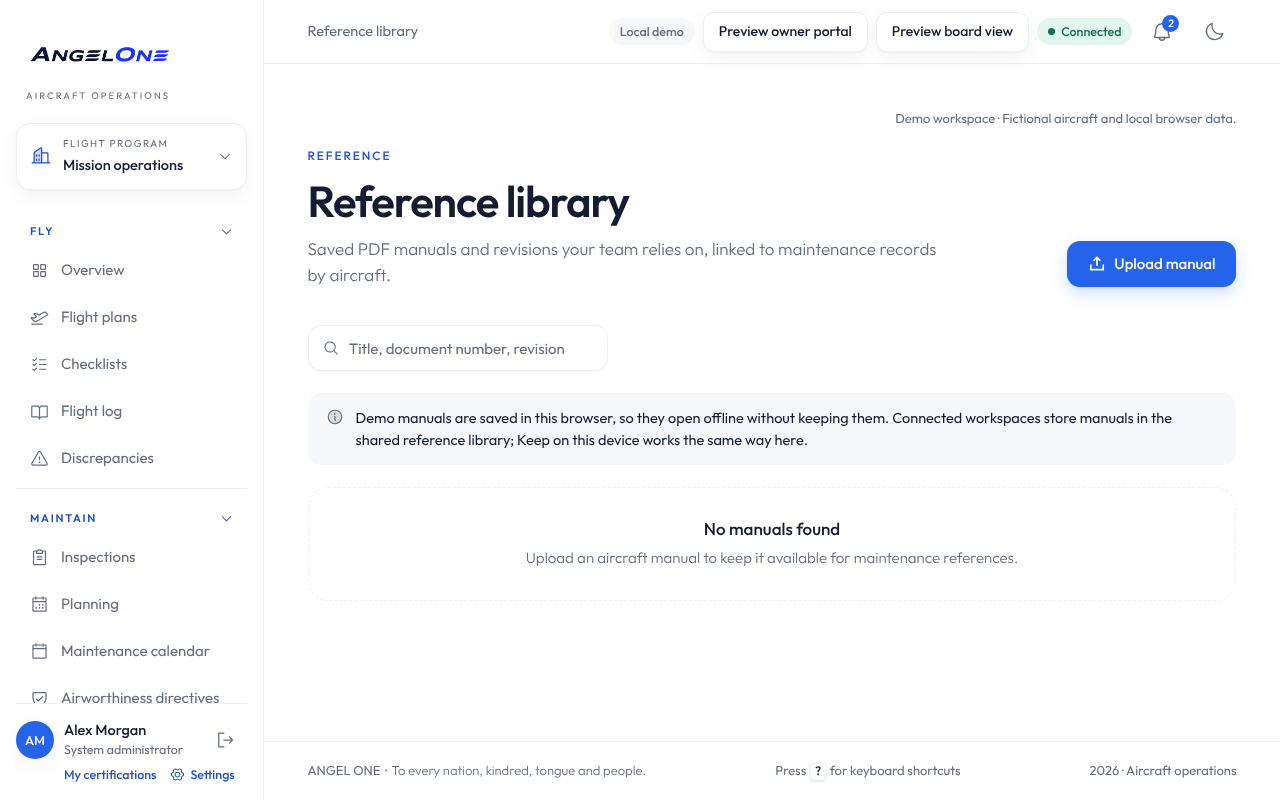 ANGELONE
AIRCRAFT OPERATIONS
FLIGHT PROGRAM
Mission operations
FLY
Overview
Flight plans
Checklists
Flight log
Discrepancies
MAINTAIN
Inspections
Planning
Maintenance calendar
Airworthiness directives
AM
Alex Morgan
System administrator
My certifications
Settings
Reference library
Local demo
Preview owner portal
Preview board view
Connected
2
Demo workspace · Fictional aircraft and local browser data.
REFERENCE
Reference library
Saved PDF manuals and revisions your team relies on, linked to maintenance records
by aircraft.
Upload manual
Title, document number, revision
Demo manuals are saved in this browser, so they open offline without keeping them. Connected workspaces store manuals in the
shared reference library; Keep on this device works the same way here.
No manuals found
Upload an aircraft manual to keep it available for maintenance references.
ANGEL ONE · To every nation, kindred, tongue and people.
Press ? for keyboard shortcuts
2026 · Aircraft operations